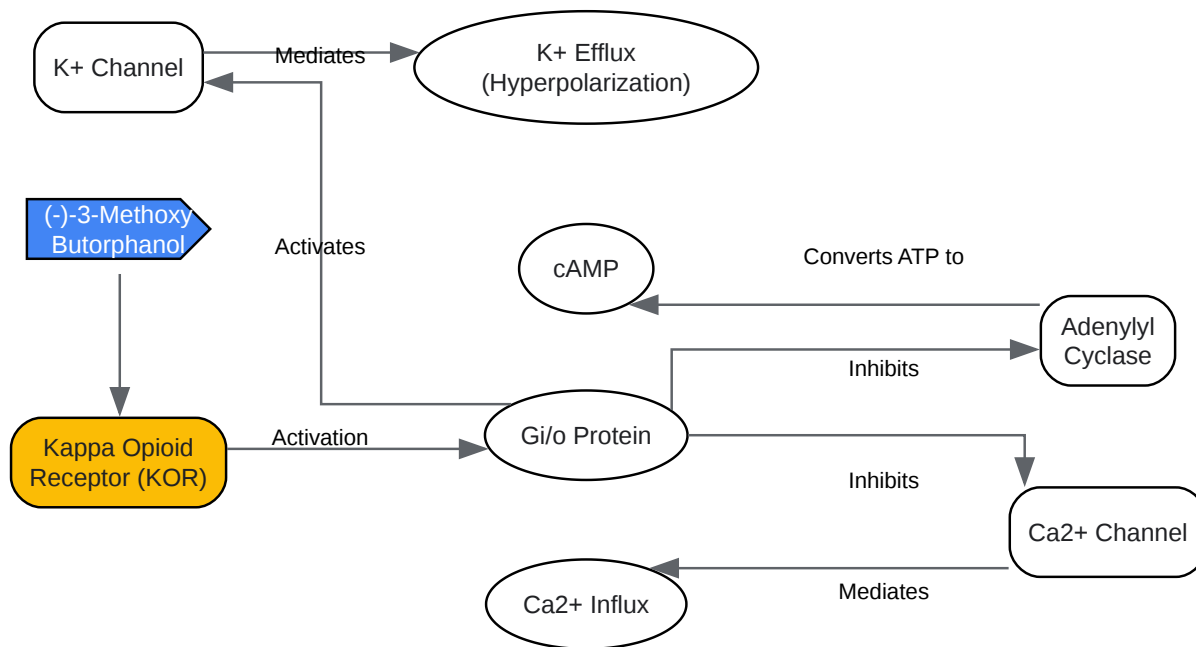 K+ Channel
Mediates
K+ Efflux
(Hyperpolarization)
(-)-3-Methoxy
Butorphanol
Activates
cAMP
Converts ATP to
Adenylyl
Cyclase
Inhibits
Kappa Opioid
Receptor (KOR)
Activation
Gi/o Protein
Inhibits
Ca2+ Channel
Ca2+ Influx
Mediates